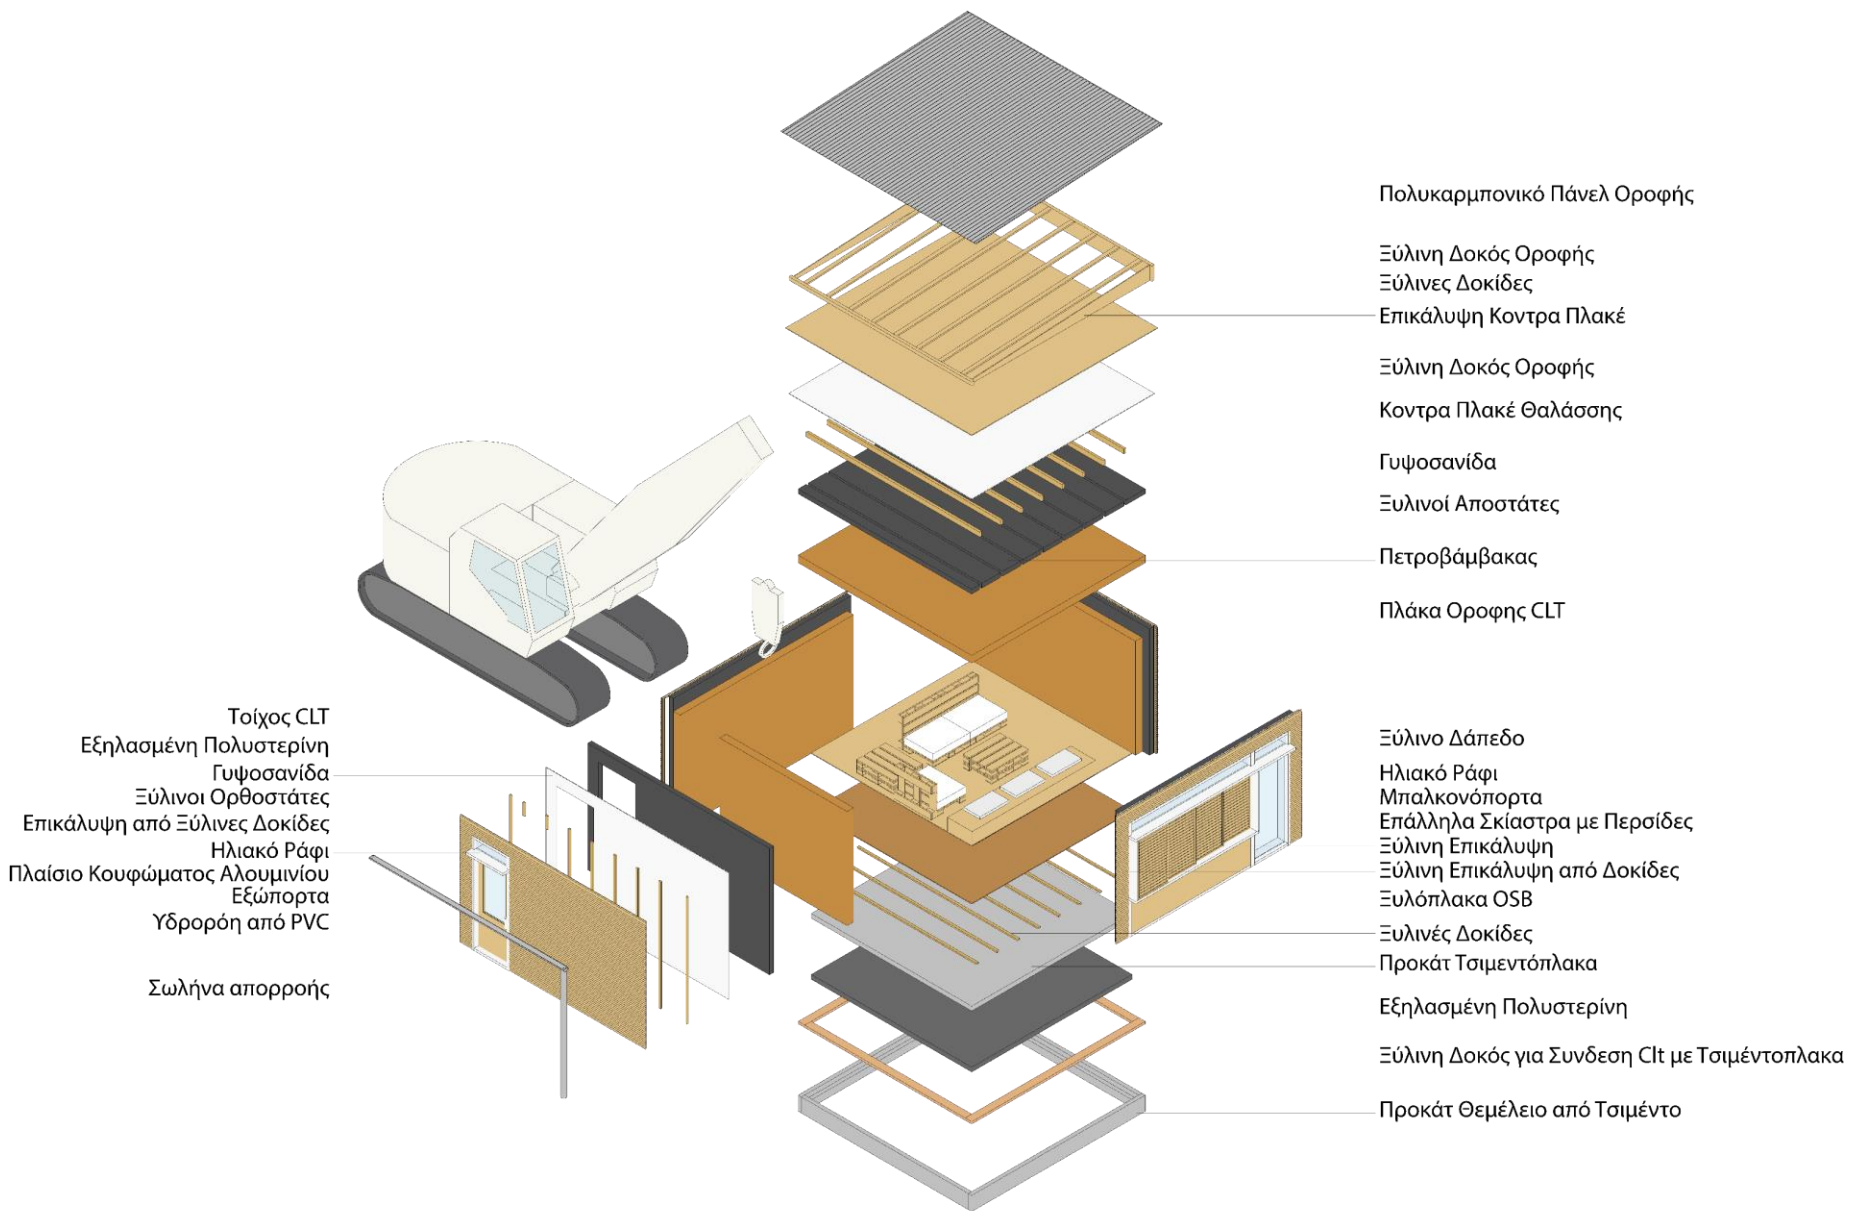 Πολυκαρμπονικό Πάνελ Οροφής
Ξύλινη Δοκός Οροφής
Ξύλινες Δοκίδες
Επικάλυψη Κοντρα Πλακέ
Ξύλινη Δοκός Οροφής
Κοντρα Πλακέ Θαλάσσης
Γυψοσανίδα
Ξυλινοί Αποστάτες
Πετροβάμβακας
Πλάκα Οροφης CLT
Τοίχος CLT
Εξηλασμένη Πολυστερίνη
Γυψοσανίδα
Ξύλινοι Ορθοστάτες
Επικάλυψη από Ξύλινες Δοκίδες
Ηλιακό Ράφι
Πλαίσιο Κουφώματος Αλουμινίου
Εξώπορτα
Υδρορόη από PVC
Σωλήνα απορροής
Ξύλινο Δάπεδο
Ηλιακό Ράφι
Μπαλκονόπορτα
Επάλληλα Σκίαστρα με Περσίδες
Ξύλινη Επικάλυψη
Ξύλινη Επικάλυψη από Δοκίδες
Ξυλόπλακα OSB
Ξυλινές Δοκίδες
Προκάτ Τσιμεντόπλακα
Εξηλασμένη Πολυστερίνη
Ξύλινη Δοκός για Συνδεση Clt με Τσιμέντοπλακα
Προκάτ Θεμέλειο από Τσιμέντο